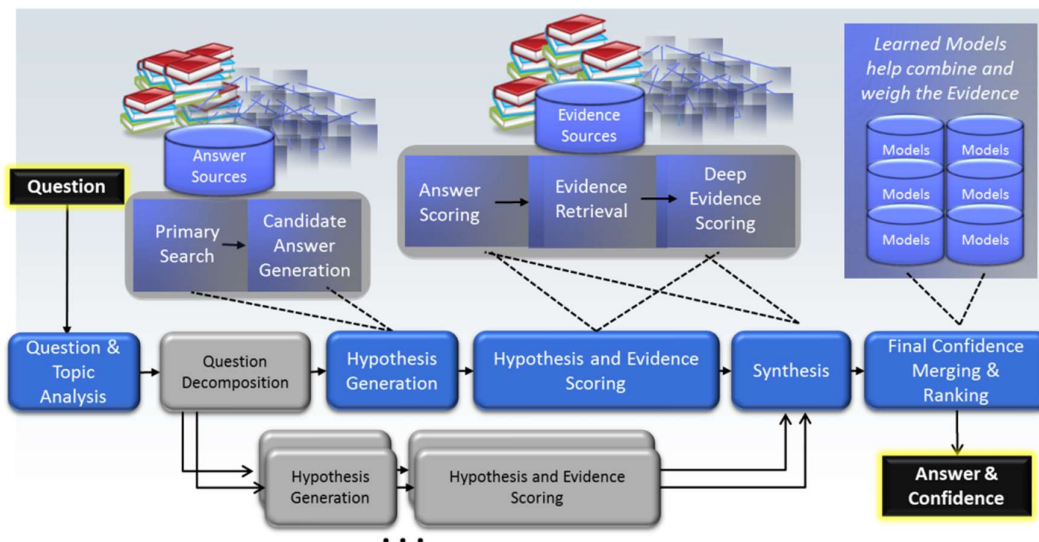 Learned Models
help combine and
weigh the Evidence
Models
Models
Models
Models
Models
Models
Answer
Sources
Evidence
Sources
Question
Primary
Search
Candidate
Answer
Generation
Answer
Scoring
Evidence
Retrieval
Deep
Evidence
Scoring
Question &
Topic
Analysis
Question
Decomposition
Hypothesis
Generation
Hypothesis and Evidence
Scoring
Synthesis
Final Confidence
Merging &
Ranking
Hypothesis
Generation
Hypothesis and Evidence
Scoring
Answer &
Confidence
...